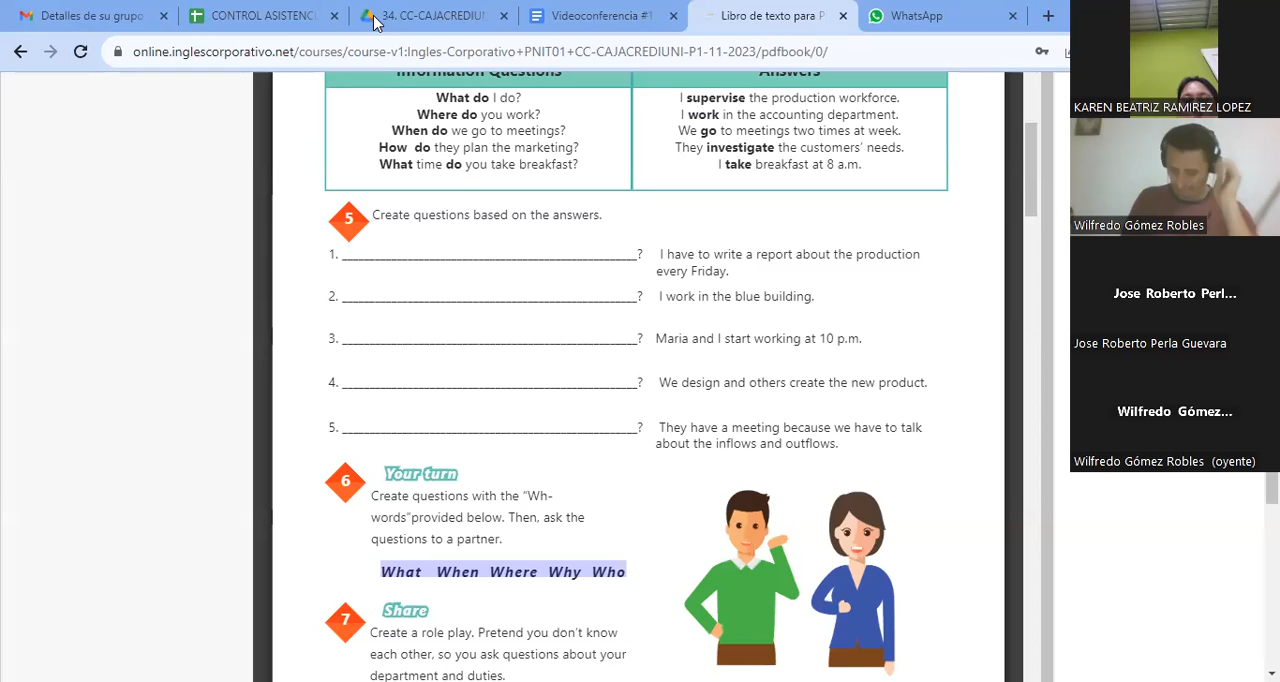 Detalles de su grupo
CONTROL ASISTENC
34. CC-CAJACREDIUN
Videoconferencia #1
Libro de texto para P
WhatsApp
online.inglescorporativo.net/courses/course-v1:Ingles-Corporativo+PNIT01+CC-CAJACREDIUNI-P1-11-2023/pdfbook/0/
Information Questions
Answers
What do I do?
Where do you work?
When do we go to meetings?
How do they plan the marketing?
What time do you take breakfast?
I supervise the production workforce.
I work in the accounting department.
We go to meetings two times at week.
They investigate the customers’ needs.
I take breakfast at 8 a.m.
5 Create questions based on the answers.
1. ______________________________________________? I have to write a report about the production
every Friday.
2. ______________________________________________? I work in the blue building.
3. ______________________________________________? Maria and I start working at 10 p.m.
4. ______________________________________________? We design and others create the new product.
5. ______________________________________________? They have a meeting because we have to talk
about the inflows and outflows.
6 Your turn
Create questions with the “Wh-
words”provided below. Then, ask the
questions to a partner.
What When Where Why Who
7 Share
Create a role play. Pretend you don’t know
each other, so you ask questions about your
department and duties.
KAREN BEATRIZ RAMIREZ LOPEZ
Wilfredo Gómez Robles
Jose Roberto Perl...
Jose Roberto Perla Guevara
Wilfredo Gómez...
Wilfredo Gómez Robles (oyente)